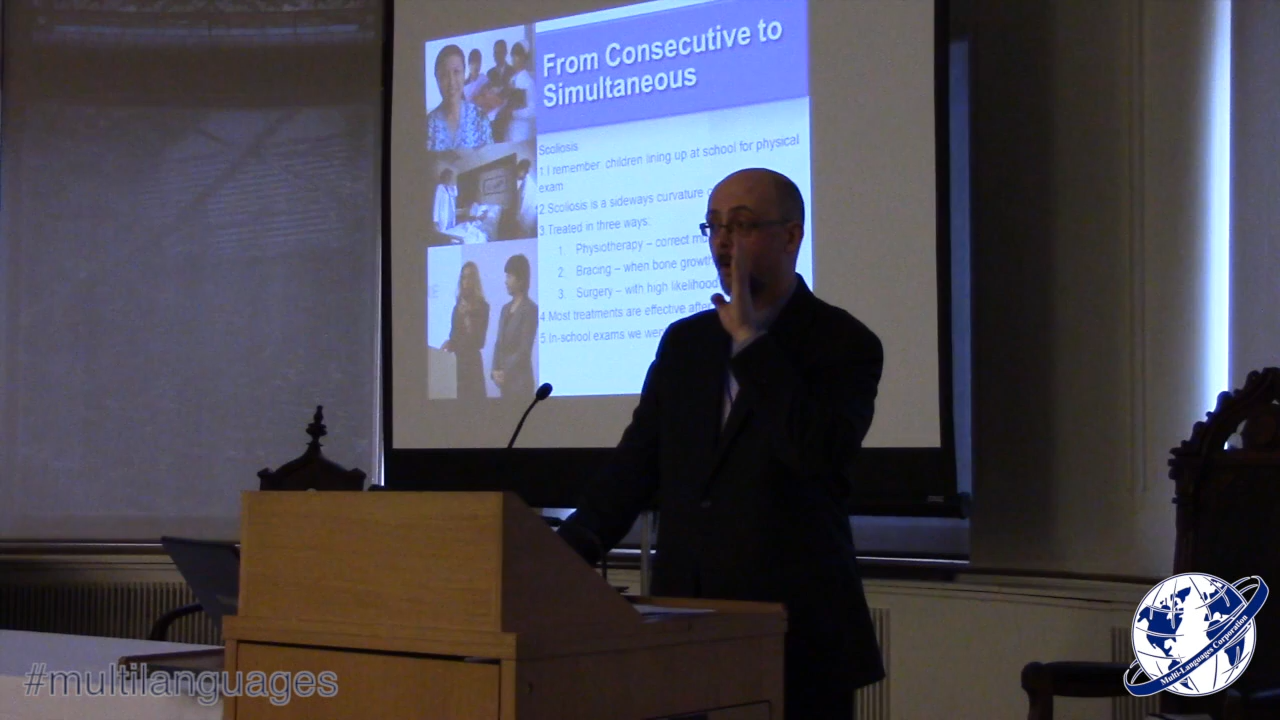 From Consecutive to
Simultaneous
Scoliosis
1 I remember children lining up at school for physical
exam
2 Scoliosis is a sideways curvature
3 Treated in three ways:
1. Physiotherapy – correct
2. Bracing – when bone growth
3. Surgery – with high likelihood
4 Most treatments are effective after
5 In-school exams we
#multilanguages
Multi-Languages Corporation